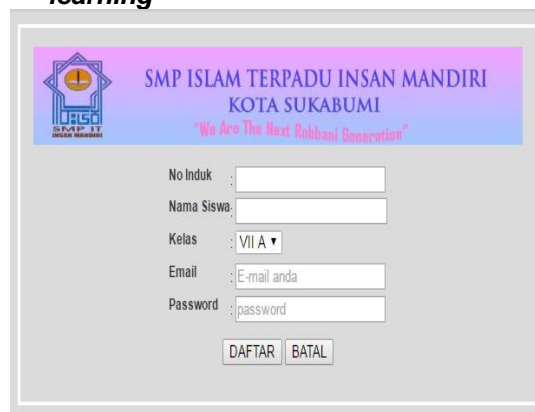 learning
SMP ISLAM TERPADU INSAN MANDIRI
KOTA SUKABUMI
"We Are The Next Robbani Generation"
SMP IT
INSAN MANDIRI
No Induk :
Nama Siswa:
Kelas : VII A ▾
Email : E-mail anda
Password : password
DAFTAR BATAL